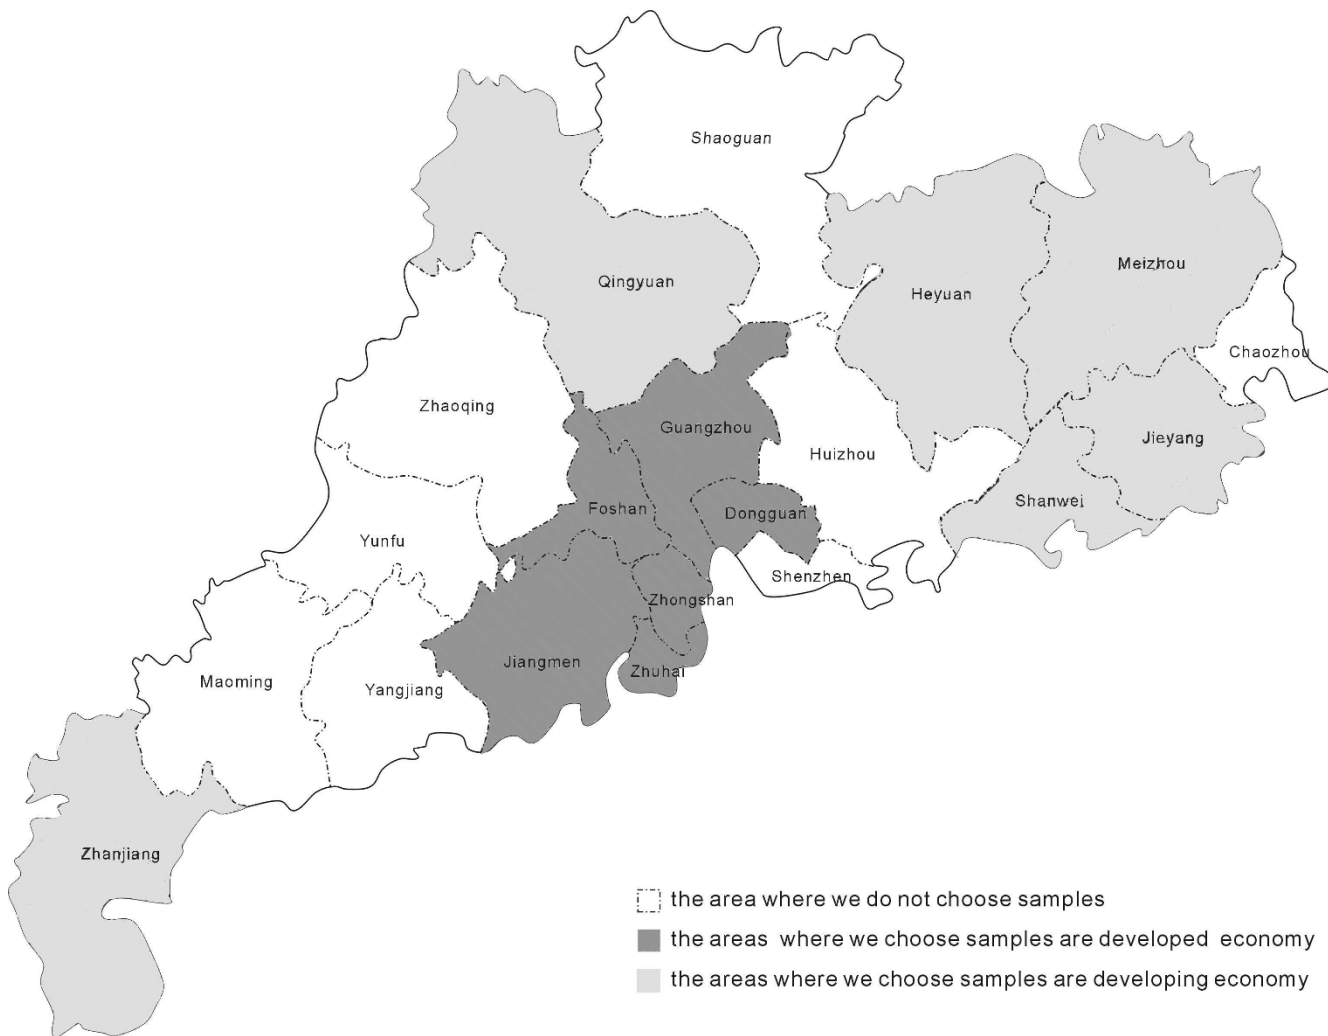 Shaoguan
Meizhou
Qingyuan
Heyuan
Chaozhou
Zhaoqing
Guangzhou
Jieyang
Huizhou
Shanwei
Foshan
Dongguan
Yunfu
Shenzhen
Zhongshan
Jiangmen
Zhuhai
Maoming
Yangjiang
Zhanjiang
the area where we do not choose samples
the areas where we choose samples are developed economy
the areas where we choose samples are developing economy